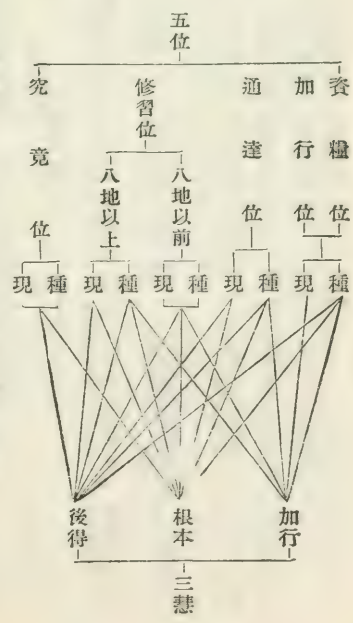 五位
資糧位
加行位
通達位
修習位
究竟位
八地以前
八地以上
種
現
種
現
種
現
種
現
種
現
加行
根本
後得
三慧